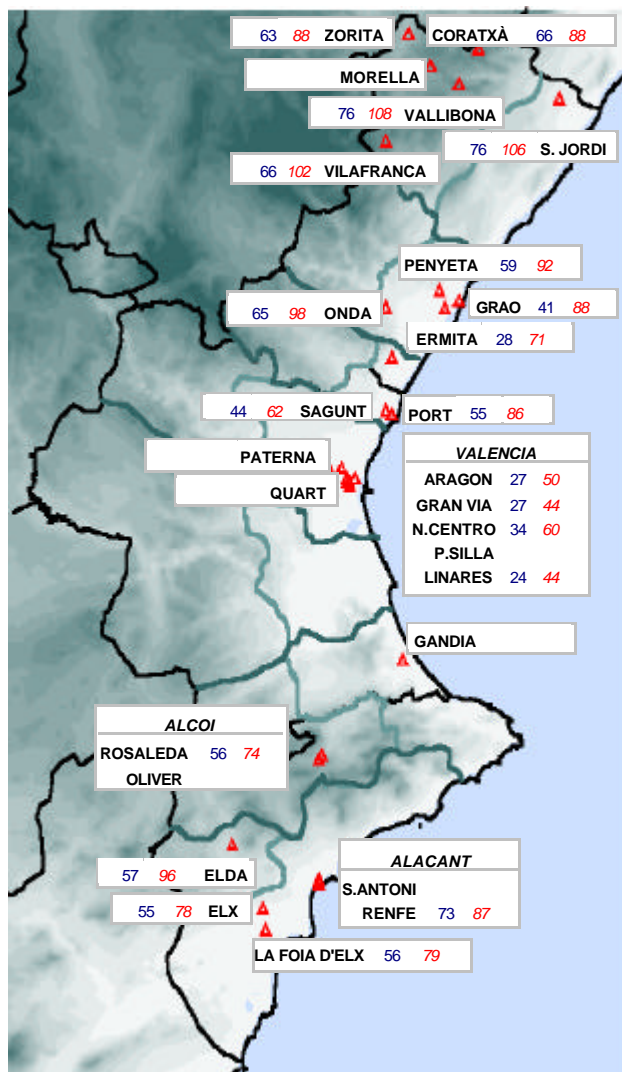 63 88 ZORITA
CORATXÀ 66 88
MORELLA
76 108 VALLIBONA
76 106 S. JORDI
66 102 VILAFRANCA
PENYETA 59 92
65 98 ONDA
GRAO 41 88
ERMITA 28 71
44 62 SAGUNT
PORT 55 86
PATERNA
QUART
VALENCIA
ARAGON 27 50
GRAN VIA 27 44
N.CENTRO 34 60
P.SILLA
LINARES 24 44
GANDIA
ALCOI
ROSALEDA 56 74
OLIVER
57 96 ELDA
55 78 ELX
ALACANT
S.ANTONI
RENFE 73 87
LA FOIA D'ELX 56 79